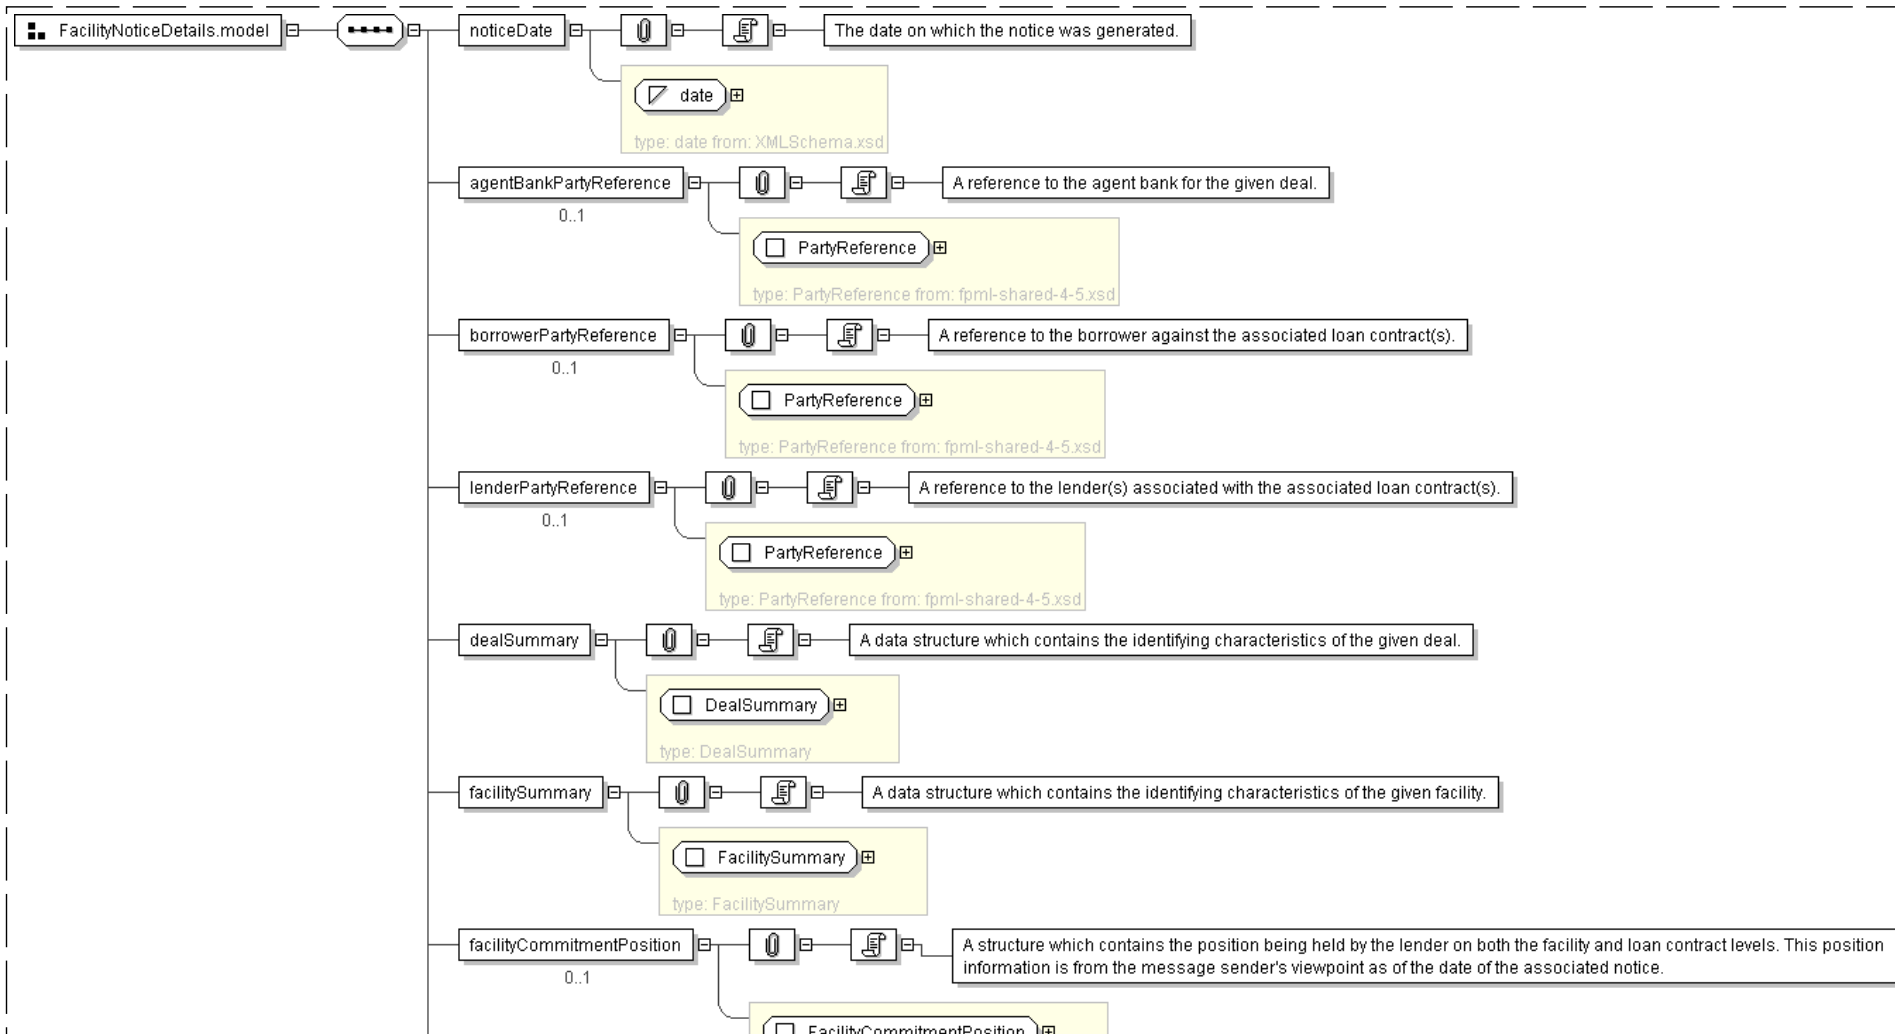 FacilityNoticeDetails.model
noticeDate
The date on which the notice was generated.
date
type: date from: XMLSchema.xsd
agentBankPartyReference
A reference to the agent bank for the given deal.
0..1
PartyReference
type: PartyReference from: fpml-shared-4-5.xsd
borrowerPartyReference
A reference to the borrower against the associated loan contract(s).
0..1
PartyReference
type: PartyReference from: fpml-shared-4-5.xsd
lenderPartyReference
A reference to the lender(s) associated with the associated loan contract(s).
0..1
PartyReference
type: PartyReference from: fpml-shared-4-5.xsd
dealSummary
A data structure which contains the identifying characteristics of the given deal.
DealSummary
type: DealSummary
facilitySummary
A data structure which contains the identifying characteristics of the given facility.
FacilitySummary
type: FacilitySummary
facilityCommitmentPosition
A structure which contains the position being held by the lender on both the facility and loan contract levels. This position
information is from the message sender's viewpoint as of the date of the associated notice.
0..1
FacilityCommitmentPosition